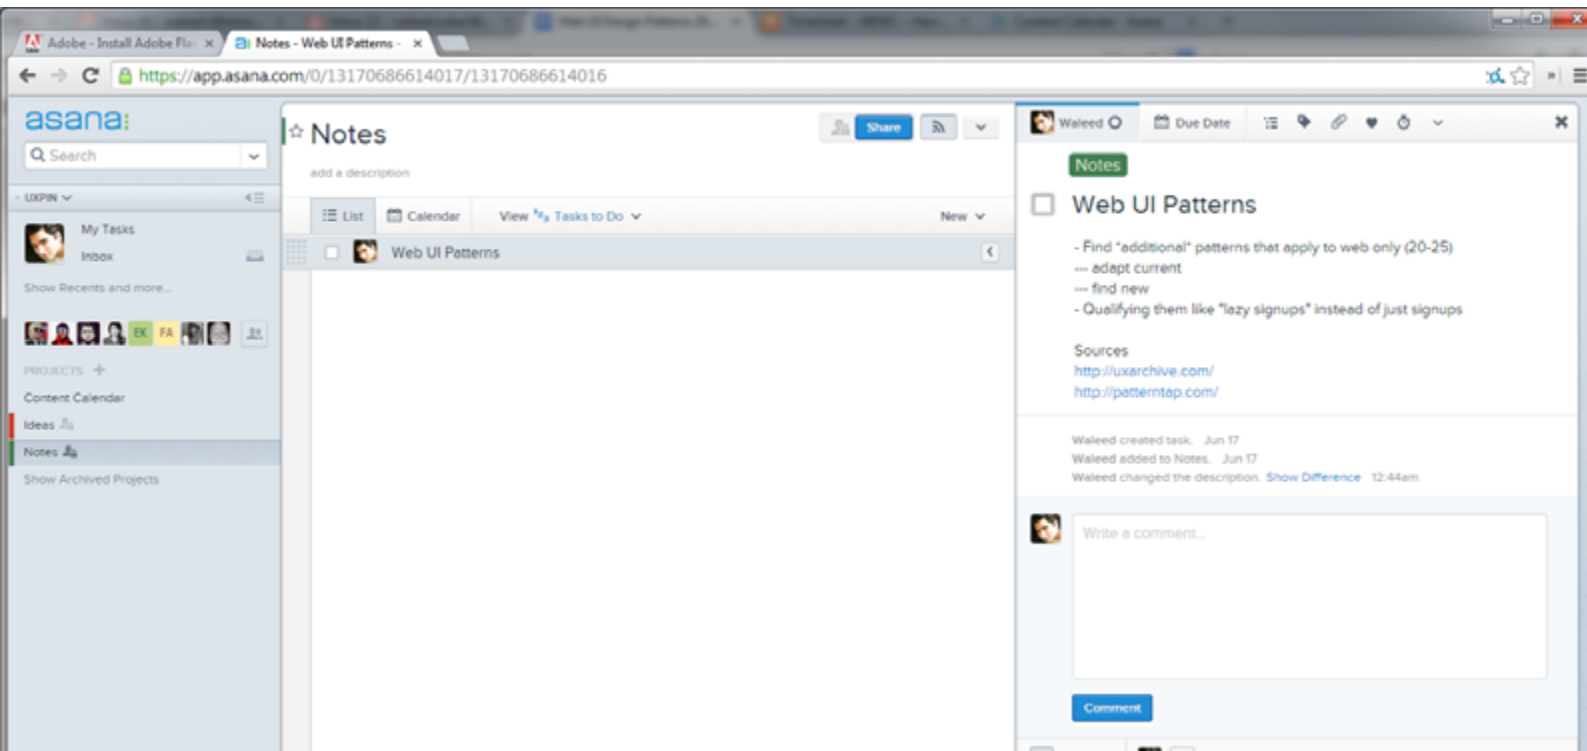 Adobe - Install Adobe Fla
Notes - Web UI Patterns -
https://app.asana.com/0/13170686614017/13170686614016
asana
Search
UXPIN
My Tasks
Inbox
Show Recents and more...
EK FA
PROJECTS +
Content Calendar
Ideas
Notes
Show Archived Projects
Notes
Share
add a description
List Calendar View Tasks to Do New
Web UI Patterns
Waleed Due Date
Notes
Web UI Patterns
- Find *additional* patterns that apply to web only (20-25)
--- adapt current
--- find new
- Qualifying them like "lazy signups" instead of just signups
Sources
http://uxarchive.com/
http://patterntap.com/
Waleed created task. Jun 17
Waleed added to Notes. Jun 17
Waleed changed the description. Show Difference 12:44am
Write a comment...
Comment